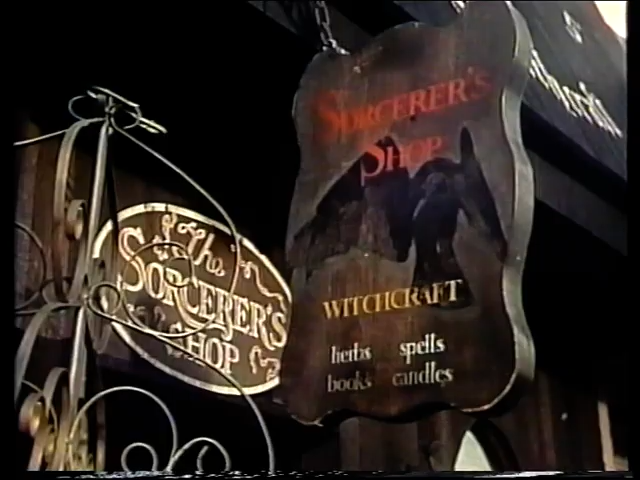 The
SORCERER'S
SHOP
SORCERER'S
SHOP
WITCHCRAFT
herbs spells
books candles